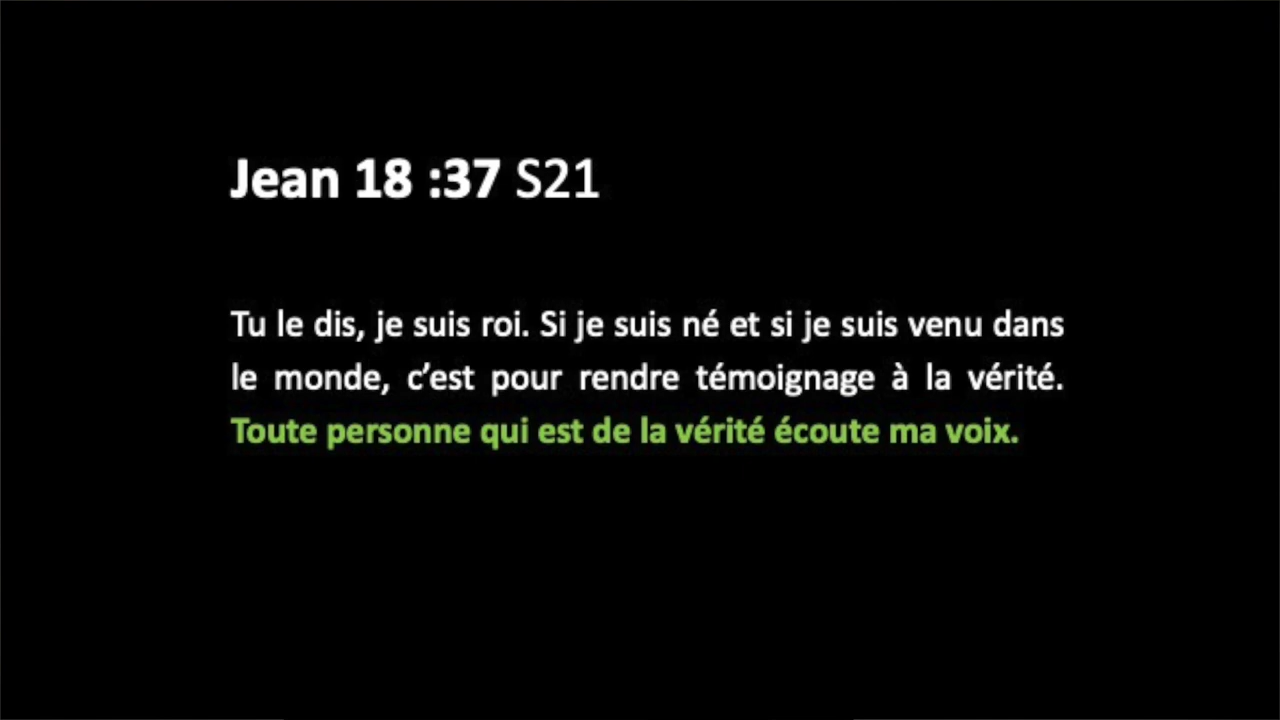 Jean 18 :37 S21
Tu le dis, je suis roi. Si je suis né et si je suis venu dans
le monde, c’est pour rendre témoignage à la vérité.
Toute personne qui est de la vérité écoute ma voix.